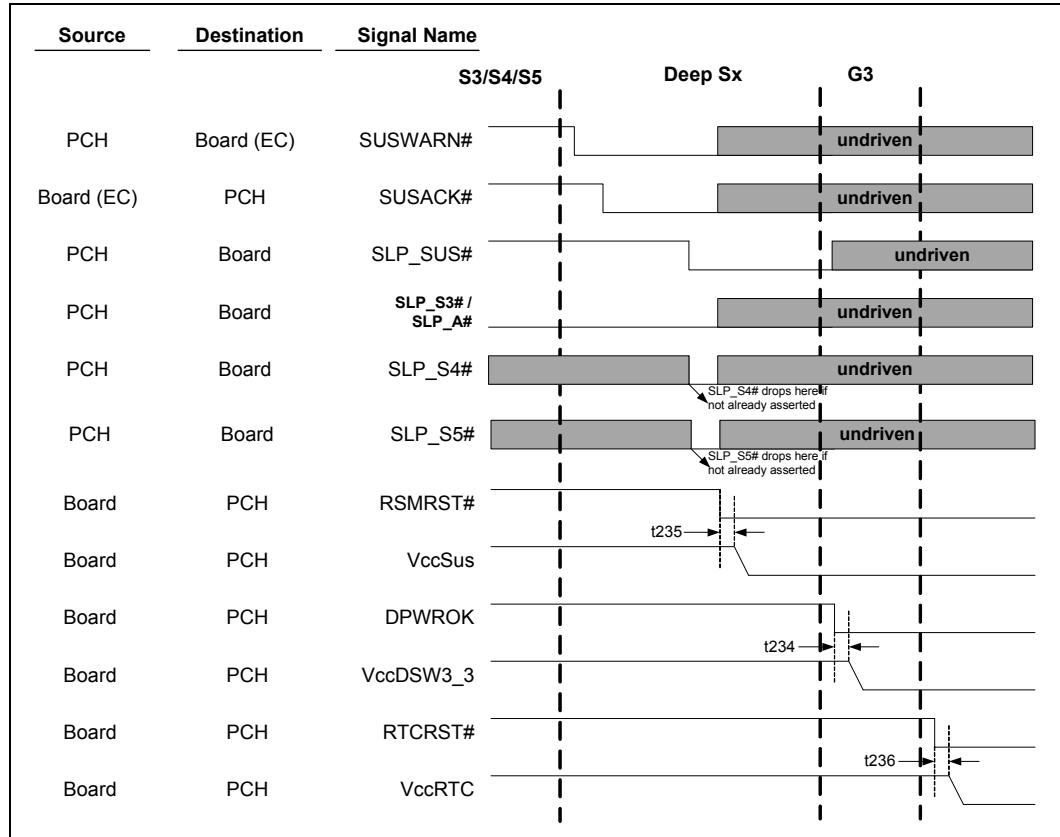 Source Destination Signal Name
S3/S4/S5 Deep Sx G3
PCH Board (EC) SUSWARN# undriven
Board (EC) PCH SUSACK# undriven
PCH Board SLP_SUS# undriven
PCH Board SLP_S3# /
SLP_A# undriven
PCH Board SLP_S4# undriven
SLP_S4# drops here if
not already asserted
PCH Board SLP_S5# undriven
SLP_S5# drops here if
not already asserted
Board PCH RSMRST#
t235
Board PCH VccSus
Board PCH DPWROK
t234
Board PCH VccDSW3_3
Board PCH RTCRST#
t236
Board PCH VccRTC